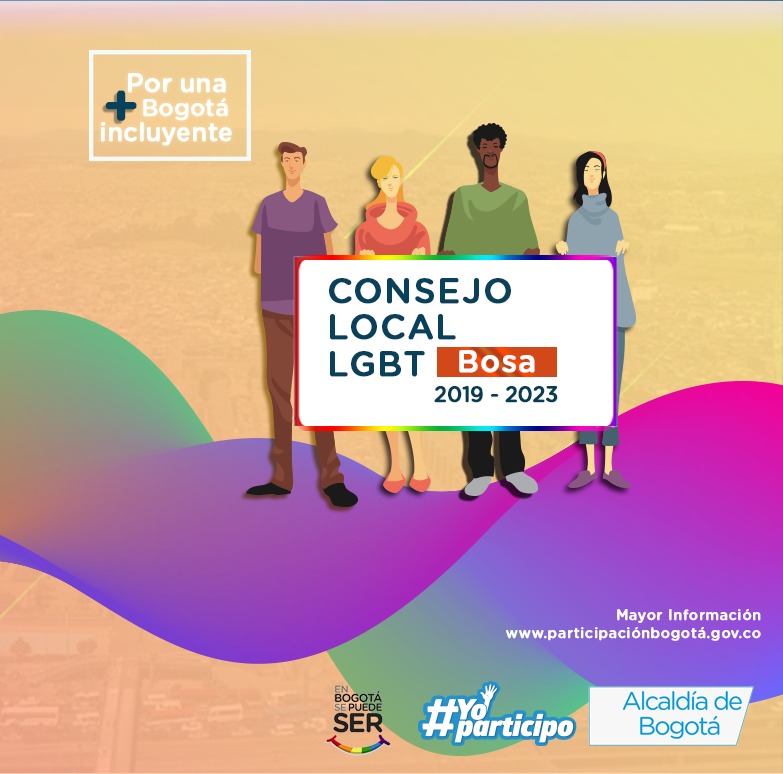 Por una
+ Bogotá
incluyente
CONSEJO
LOCAL
LGBT Bosa
2019 - 2023
Mayor Información
www.participaciónbogotá.gov.co
EN
BOGOTÁ
SE PUEDE
SER
#Yo
participo
Alcaldía de
Bogotá